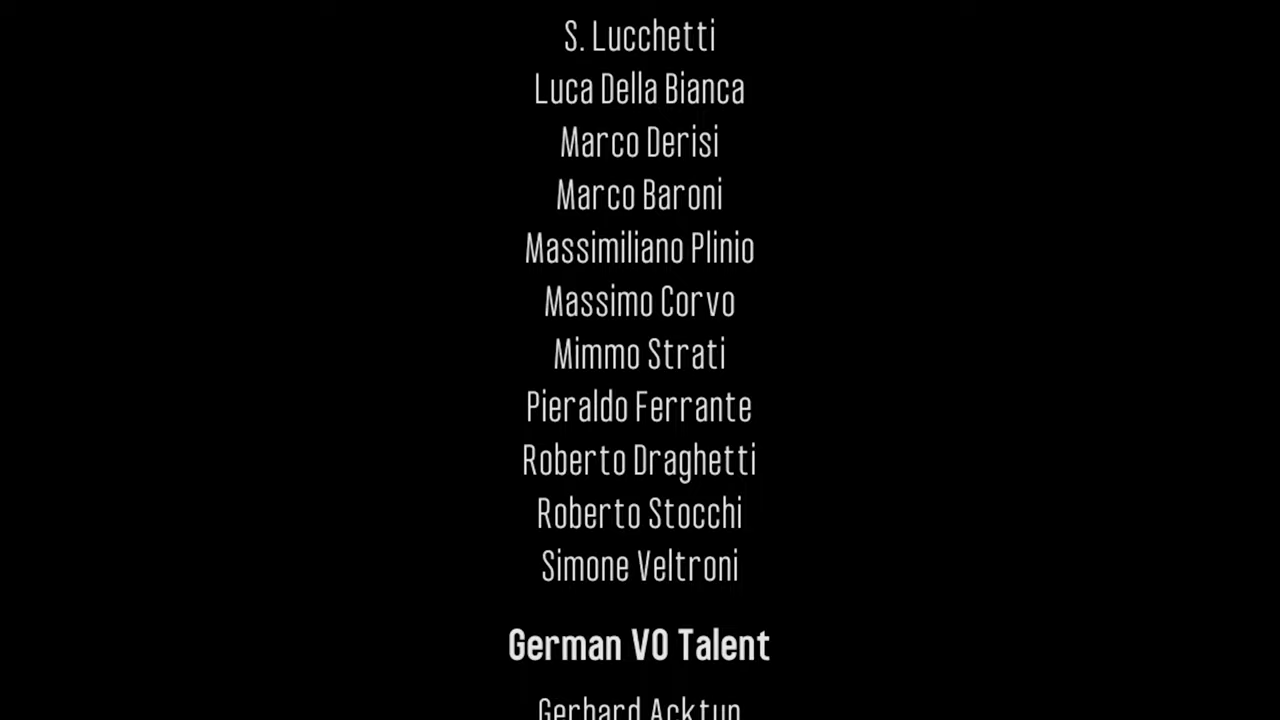 S. Lucchetti
Luca Della Bianca
Marco Derisi
Marco Baroni
Massimiliano Plinio
Massimo Corvo
Mimmo Strati
Pieraldo Ferrante
Roberto Draghetti
Roberto Stocchi
Simone Veltroni
German VO Talent
Gerhard Acktun